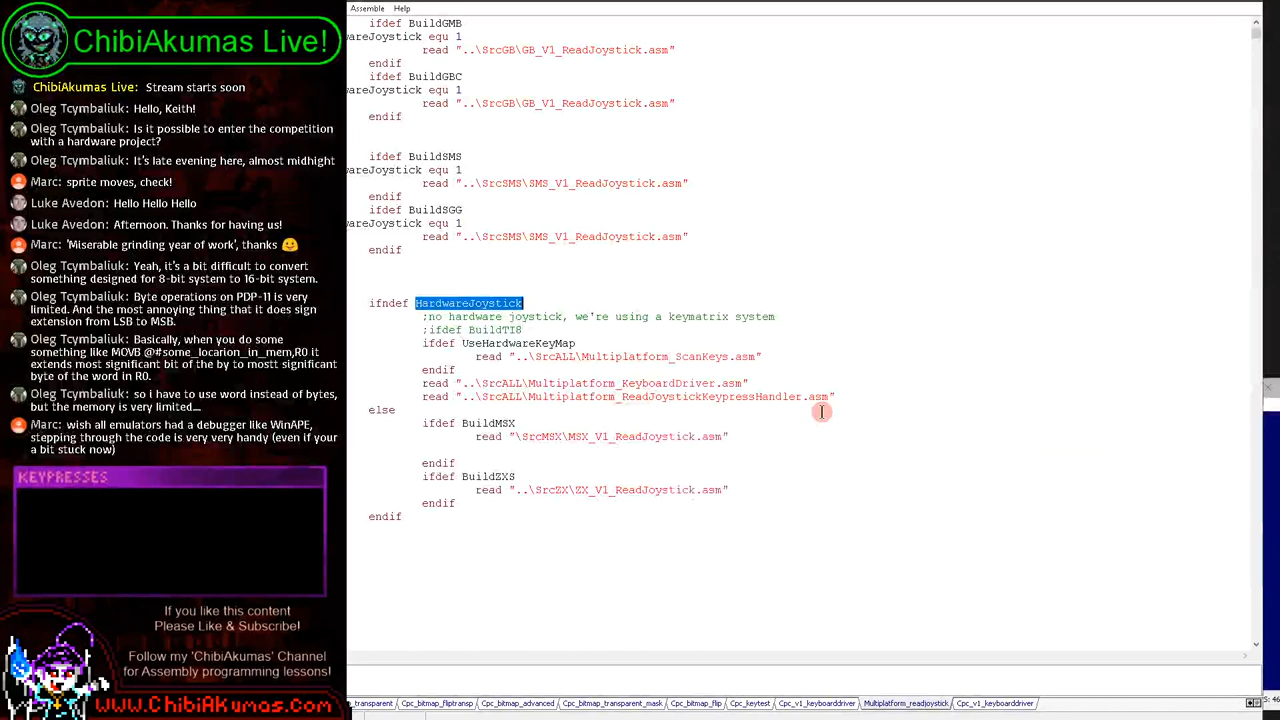 ChibiAkumas Live!
ChibiAkumas Live: Stream starts soon
Oleg Tcymbaliuk: Hello, Keith!
Oleg Tcymbaliuk: Is it possible to enter the competition
with a hardware project?
Oleg Tcymbaliuk: It's late evening here, almost midhight
Marc: sprite moves, check!
Luke Avedon: Hello Hello Hello
Luke Avedon: Afternoon. Thanks for having us!
Marc: 'Miserable grinding year of work', thanks
Oleg Tcymbaliuk: Yeah, it's a bit difficult to convert
something designed for 8-bit system to 16-bit system.
Oleg Tcymbaliuk: Byte operations on PDP-11 is very
limited. And the most annoying thing that it does sign
extension from LSB to MSB.
Oleg Tcymbaliuk: Basically, when you do some
something like MOVB @#some_locarion_in_mem,R0 it
extends most significant bit of the by to mostt significant
byte of the word in R0.
Oleg Tcymbaliuk: so i have to use word instead of bytes,
but the memory is very limited...
Marc: wish all emulators had a debugger like WinAPE,
stepping through the code is very very handy (even if your
a bit stuck now)
KEYPRESSES
If you like this content
Please Like & Subscribe!
Follow my 'ChibiAkumas' Channel
for Assembly programming lessons!
www.ChibiAkumas.com
Assemble Help
ifdef BuildGMB
wareJoystick equ 1
read "..\SrcGB\GB_V1_ReadJoystick.asm"
endif
ifdef BuildGBC
wareJoystick equ 1
read "..\SrcGB\GB_V1_ReadJoystick.asm"
endif
ifdef BuildSMS
wareJoystick equ 1
read "..\SrcSMS\SMS_V1_ReadJoystick.asm"
endif
ifdef BuildSGG
wareJoystick equ 1
read "..\SrcSMS\SMS_V1_ReadJoystick.asm"
endif
ifndef HardwareJoystick
;no hardware joystick, we're using a keymatrix system
;ifdef BuildTI8
ifdef UseHardwareKeyMap
read "..\SrcALL\Multiplatform_ScanKeys.asm"
endif
read "..\SrcALL\Multiplatform_KeyboardDriver.asm"
read "..\SrcALL\Multiplatform_ReadJoystickKeypressHandler.asm"
else
ifdef BuildMSX
read "\SrcMSX\MSX_V1_ReadJoystick.asm"
endif
ifdef BuildZXS
read "..\SrcZX\ZX_V1_ReadJoystick.asm"
endif
endif
_transparent Cpc_bitmap_fliptransp Cpc_bitmap_advanced Cpc_bitmap_transparent_mask Cpc_bitmap_flip Cpc_keytest Cpc_v1_keyboarddriver Multiplatform_readjoystick Cpc_v1_keyboarddriver